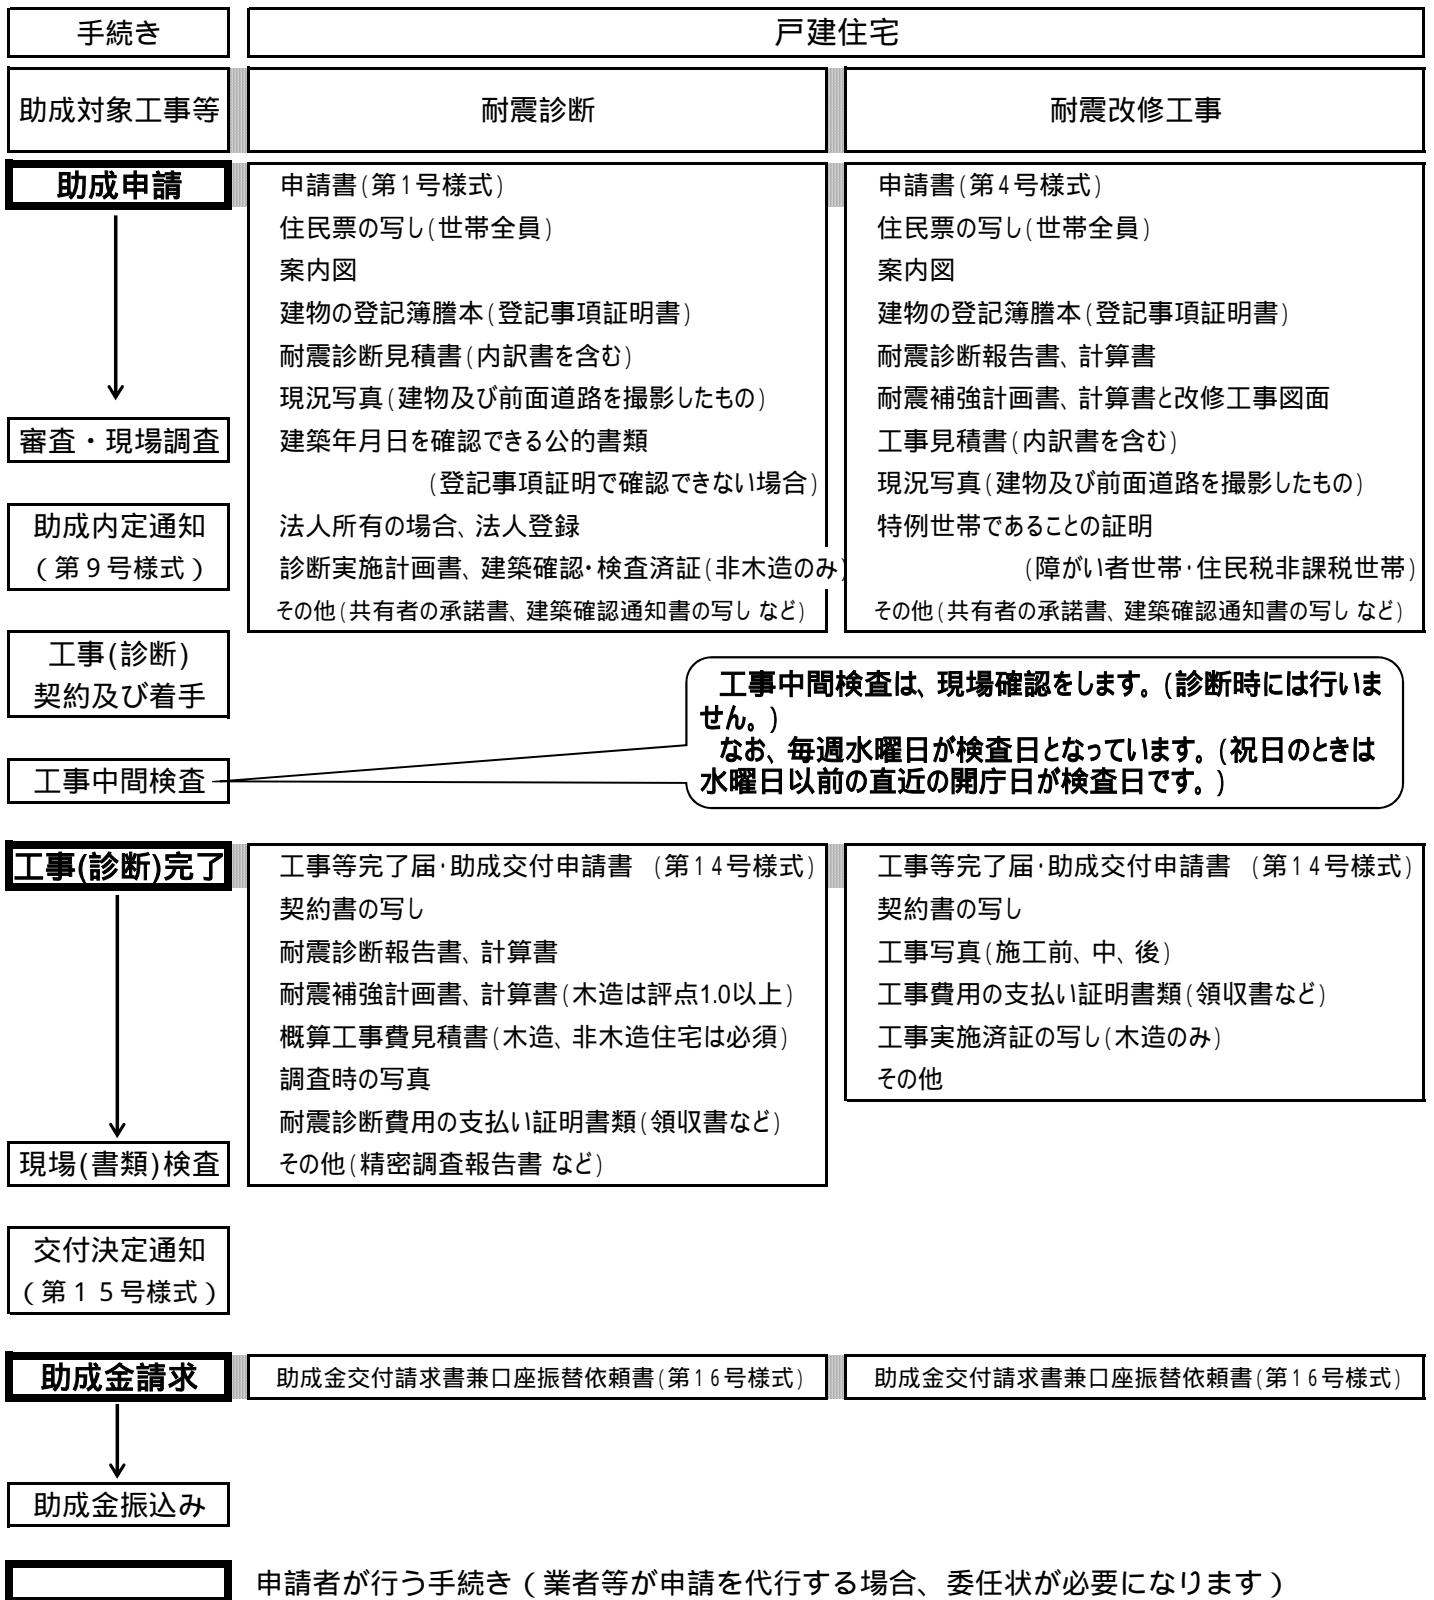 手続き
戸建住宅
助成対象工事等
耐震診断
耐震改修工事
助成申請
申請書(第1号様式)
住民票の写し(世帯全員)
案内図
建物の登記簿謄本(登記事項証明書)
耐震診断見積書(内訳書を含む)
現況写真(建物及び前面道路を撮影したもの)
建築年月日を確認できる公的書類
(登記事項証明で確認できない場合)
法人所有の場合、法人登録
診断実施計画書、建築確認・検査済証(非木造のみ)
その他(共有者の承諾書、建築確認通知書の写し など)
申請書(第4号様式)
住民票の写し(世帯全員)
案内図
建物の登記簿謄本(登記事項証明書)
耐震診断報告書、計算書
耐震補強計画書、計算書と改修工事図面
工事見積書(内訳書を含む)
現況写真(建物及び前面道路を撮影したもの)
特例世帯であることの証明
(障がい者世帯・住民税非課税世帯)
その他(共有者の承諾書、建築確認通知書の写し など)
審査・現場調査
助成内定通知
(第9号様式)
工事(診断)
契約及び着手
工事中間検査
工事中間検査は、現場確認をします。(診断時には行いま
せん。)
なお、毎週水曜日が検査日となっています。(祝日のときは
水曜日以前の直近の開庁日が検査日です。)
工事(診断)完了
工事等完了届・助成交付申請書 (第14号様式)
契約書の写し
耐震診断報告書、計算書
耐震補強計画書、計算書(木造は評点1.0以上)
概算工事費見積書(木造、非木造住宅は必須)
調査時の写真
耐震診断費用の支払い証明書類(領収書など)
その他(精密調査報告書 など)
工事等完了届・助成交付申請書 (第14号様式)
契約書の写し
工事写真(施工前、中、後)
工事費用の支払い証明書類(領収書など)
工事実施済証の写し(木造のみ)
その他
現場(書類)検査
交付決定通知
(第15号様式)
助成金請求
助成金交付請求書兼口座振替依頼書(第16号様式)
助成金交付請求書兼口座振替依頼書(第16号様式)
助成金振込み
申請者が行う手続き(業者等が申請を代行する場合、委任状が必要になります)